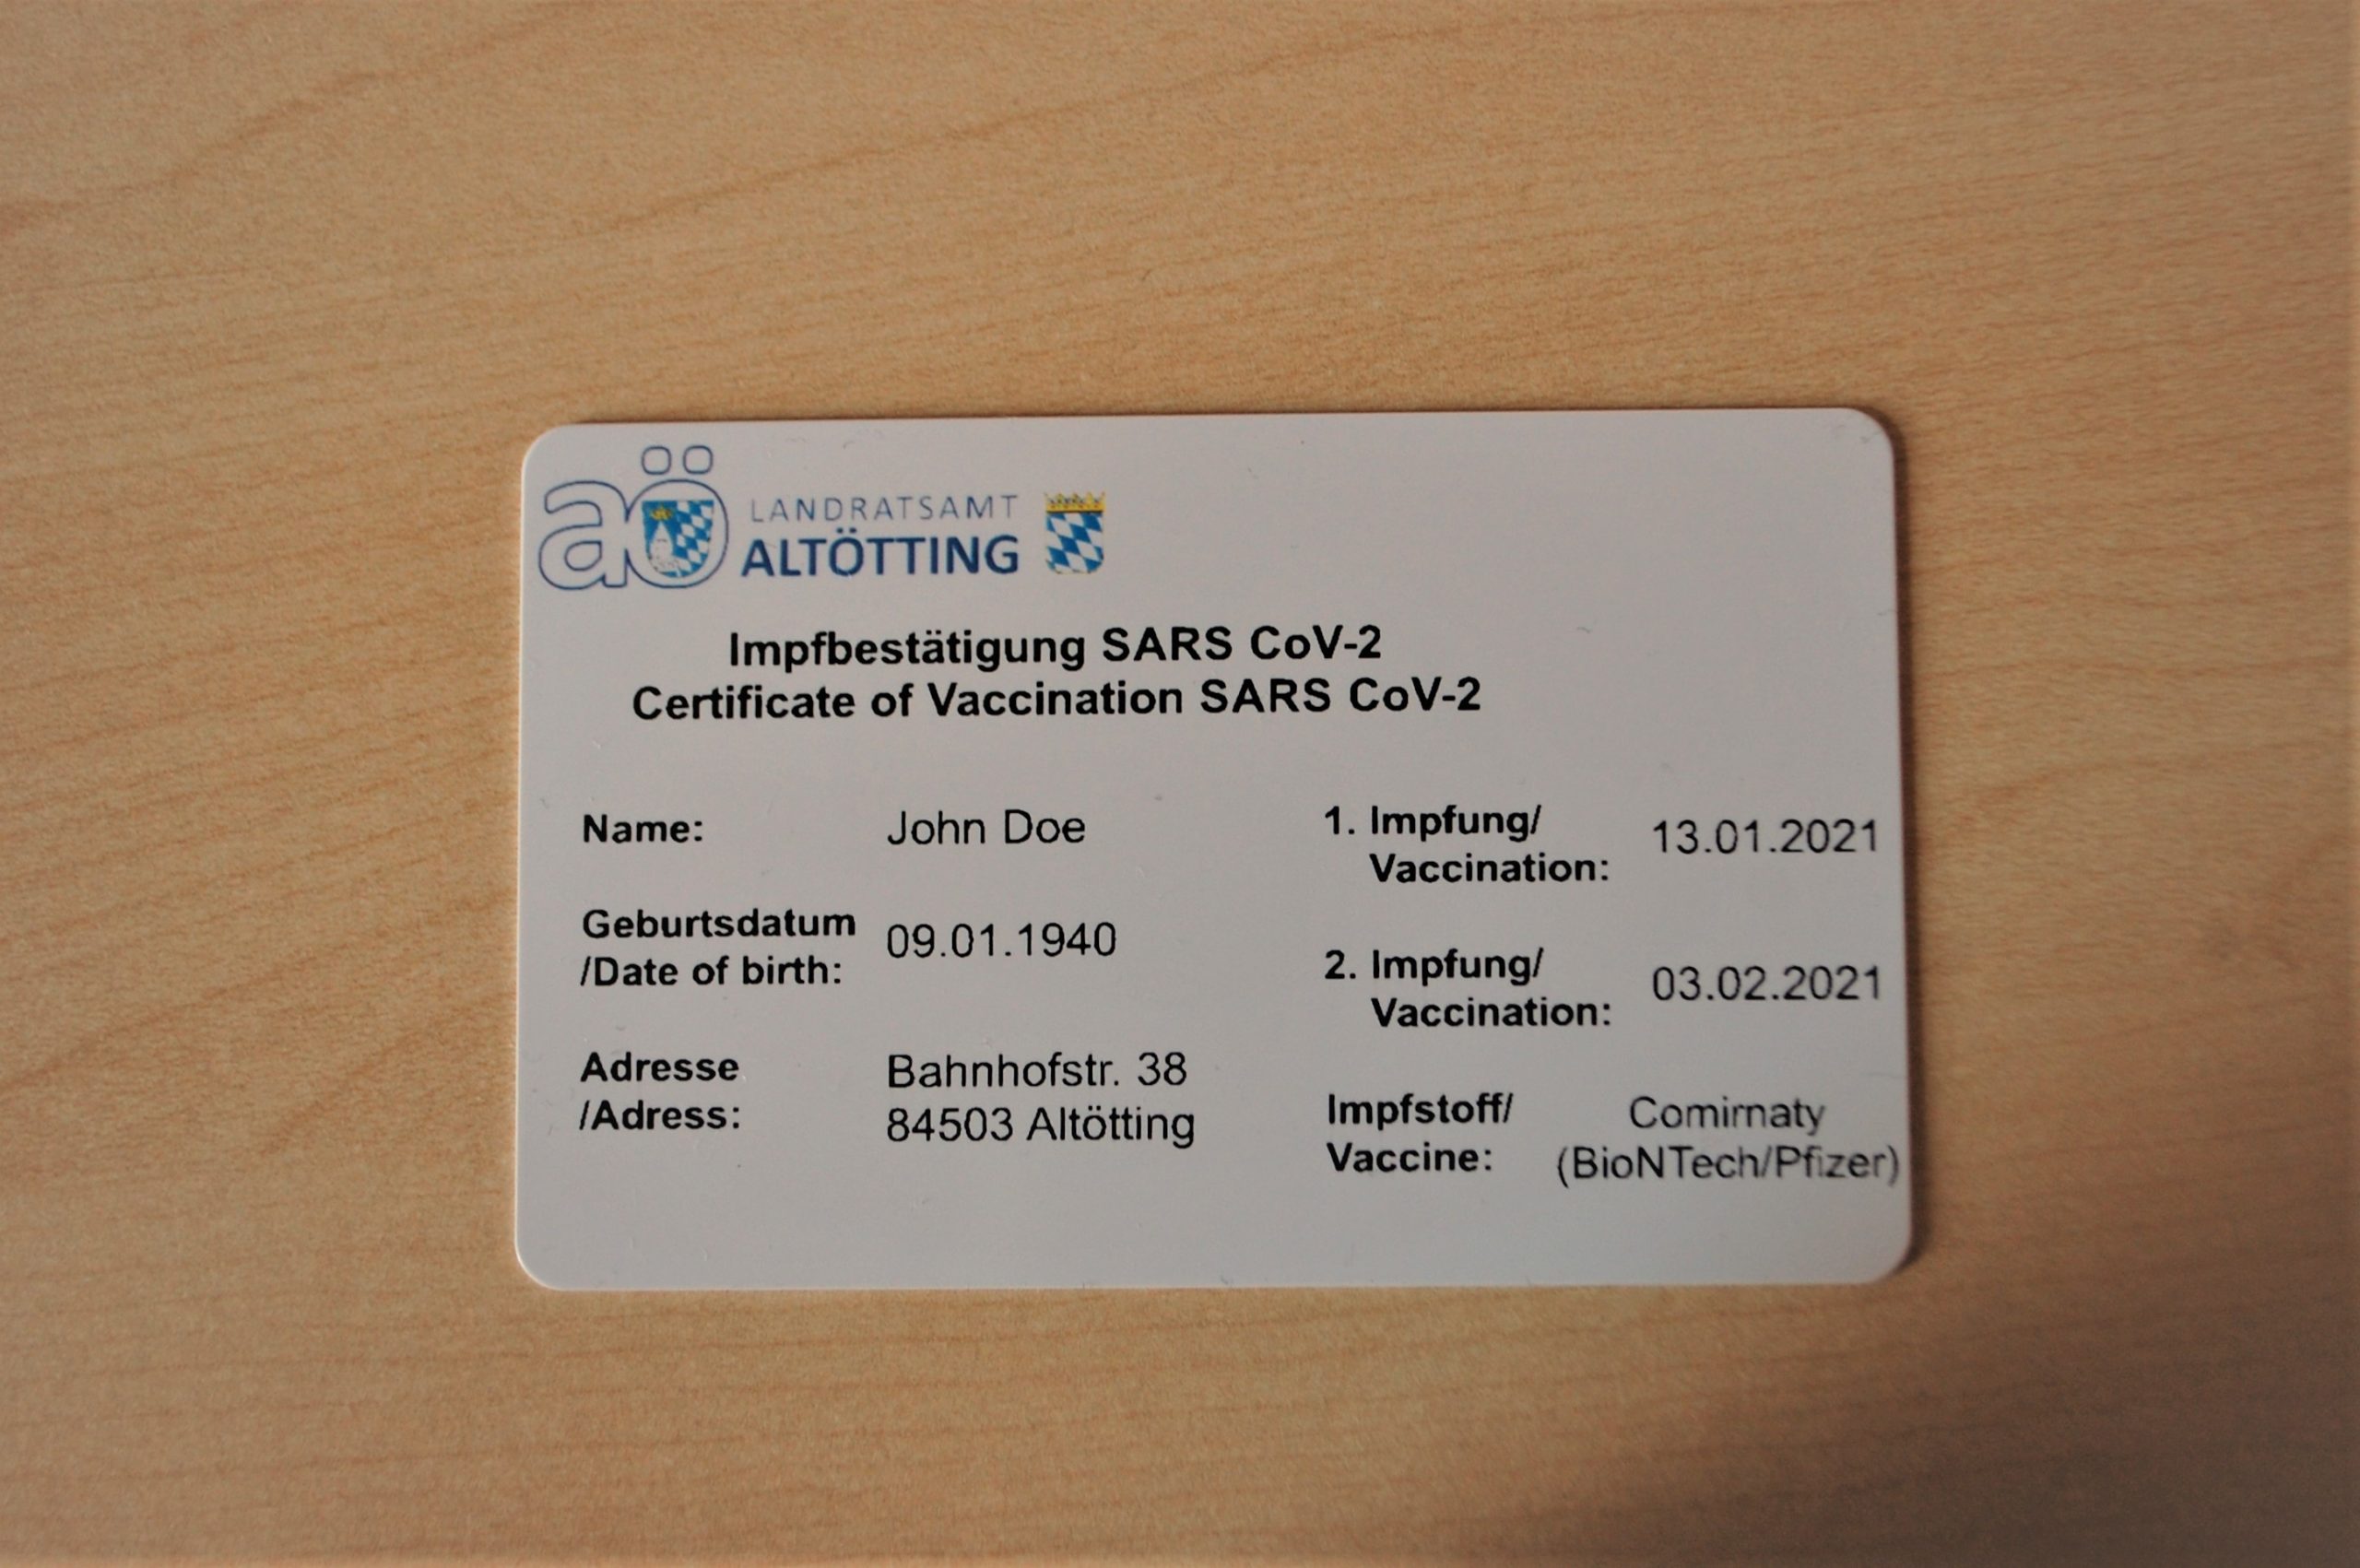 aö
LANDRATSAMT
ALTÖTTING
Impfbestätigung SARS CoV-2
Certificate of Vaccination SARS CoV-2
Name: John Doe
Geburtsdatum
/Date of birth: 09.01.1940
Adresse
/Adress:
Bahnhofstr. 38
84503 Altötting
1. Impfung/
Vaccination: 13.01.2021
2. Impfung/
Vaccination: 03.02.2021
Impfstoff/
Vaccine:
Comirnaty
(BioNTech/Pfizer)